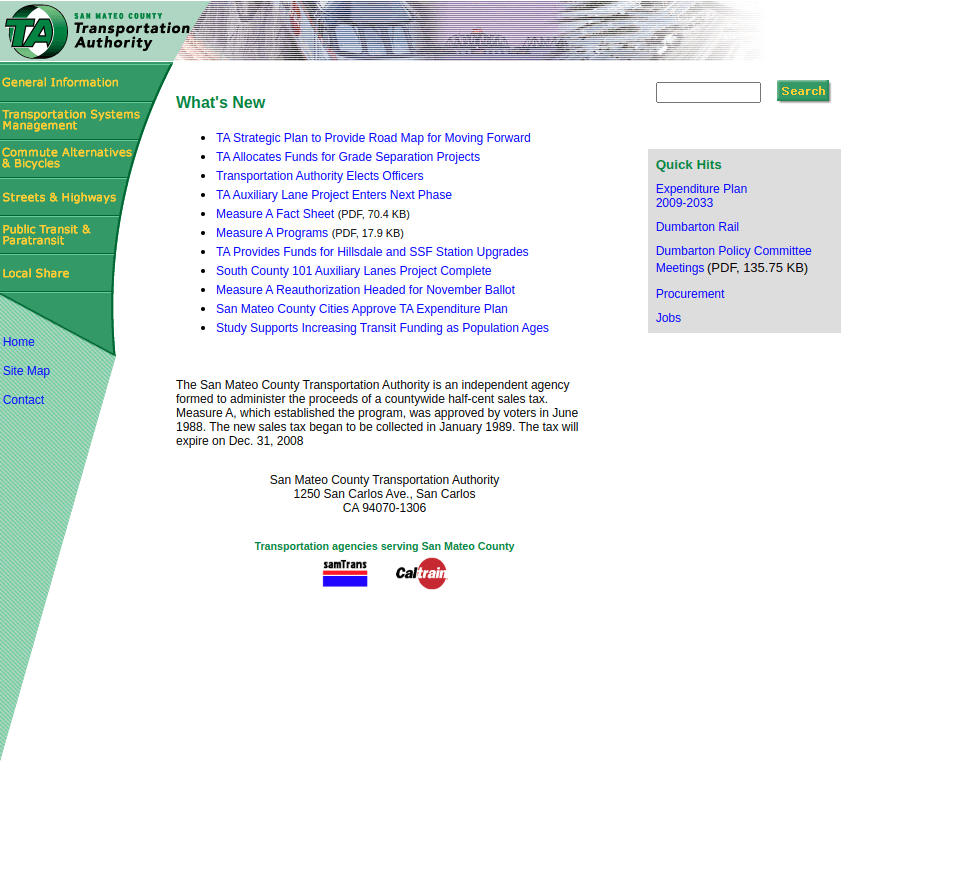 SAN MATEO COUNTY
Transportation
Authority
TA
General Information
Transportation Systems
Management
Commute Alternatives
& Bicycles
Streets & Highways
Public Transit &
Paratransit
Local Share
Home
Site Map
Contact
What's New
TA Strategic Plan to Provide Road Map for Moving Forward
TA Allocates Funds for Grade Separation Projects
Transportation Authority Elects Officers
TA Auxiliary Lane Project Enters Next Phase
Measure A Fact Sheet (PDF, 70.4 KB)
Measure A Programs (PDF, 17.9 KB)
TA Provides Funds for Hillsdale and SSF Station Upgrades
South County 101 Auxiliary Lanes Project Complete
Measure A Reauthorization Headed for November Ballot
San Mateo County Cities Approve TA Expenditure Plan
Study Supports Increasing Transit Funding as Population Ages
The San Mateo County Transportation Authority is an independent agency
formed to administer the proceeds of a countywide half-cent sales tax.
Measure A, which established the program, was approved by voters in June
1988. The new sales tax began to be collected in January 1989. The tax will
expire on Dec. 31, 2008
San Mateo County Transportation Authority
1250 San Carlos Ave., San Carlos
CA 94070-1306
Transportation agencies serving San Mateo County
samTrans
Caltrain
Search
Quick Hits
Expenditure Plan
2009-2033
Dumbarton Rail
Dumbarton Policy Committee
Meetings (PDF, 135.75 KB)
Procurement
Jobs